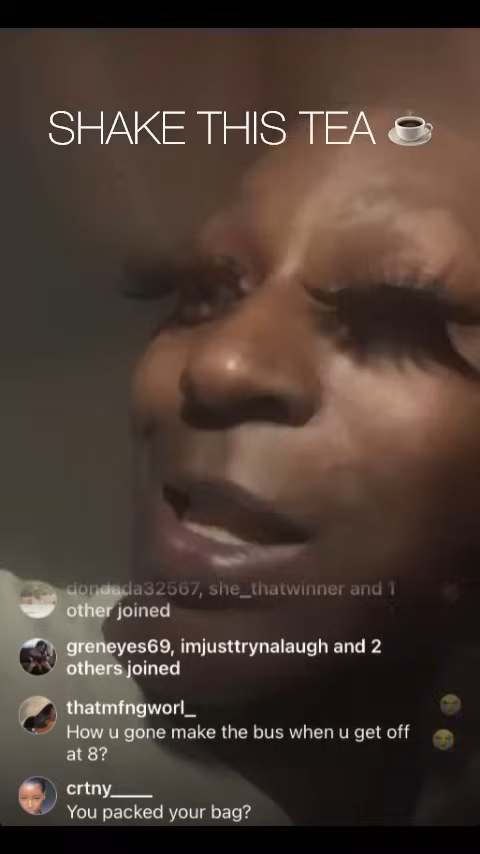 SHAKE THIS TEA ☕
dondada32567, she_thatwinner and 1
other joined
greneyes69, imjusttrynalaugh and 2
others joined
thatmfngworl_
How u gone make the bus when u get off
at 8?
crtny_____
You packed your bag?